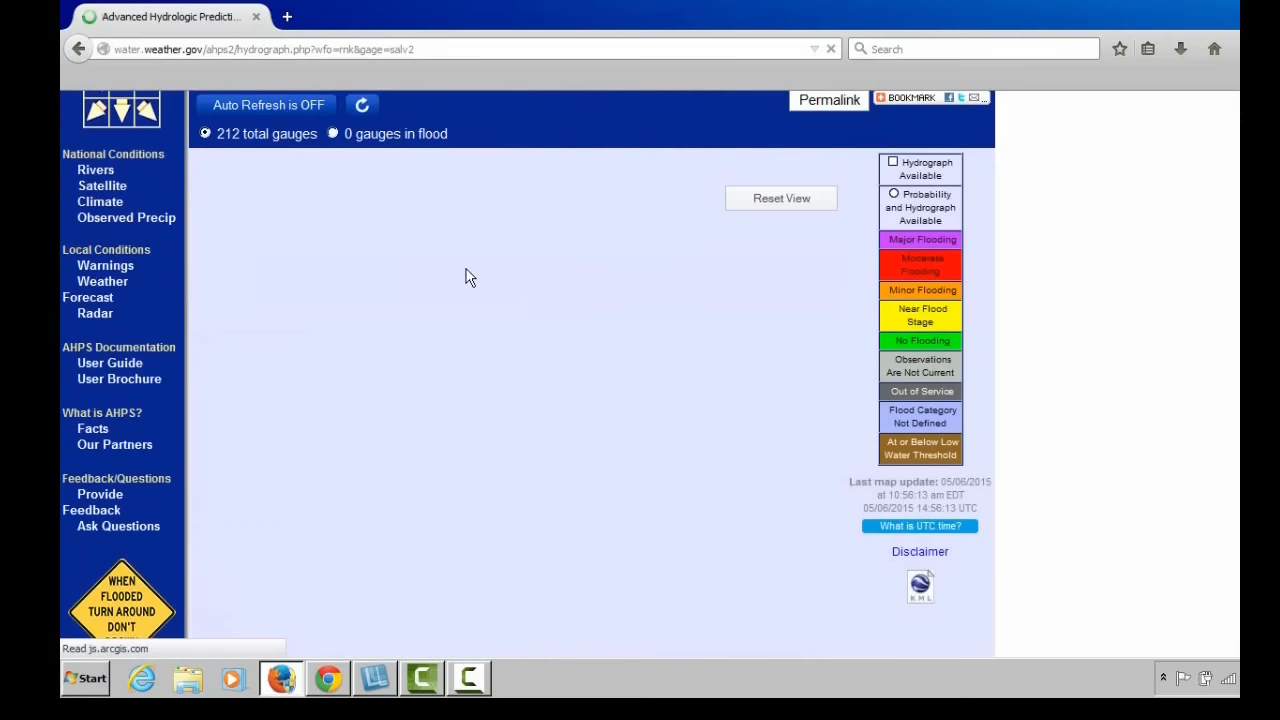 Advanced Hydrologic Predicti...
water.weather.gov/ahps2/hydrograph.php?wfo=rnk&gage=salv2
Search
Auto Refresh is OFF
Permalink
BOOKMARK
212 total gauges
0 gauges in flood
National Conditions
Rivers
Satellite
Climate
Observed Precip
Local Conditions
Warnings
Weather
Forecast
Radar
AHPS Documentation
User Guide
User Brochure
What is AHPS?
Facts
Our Partners
Feedback/Questions
Provide
Feedback
Ask Questions
WHEN
FLOODED
TURN AROUND
DON'T
Reset View
Hydrograph
Available
Probability
and Hydrograph
Available
Major Flooding
Moderate
Flooding
Minor Flooding
Near Flood
Stage
No Flooding
Observations
Are Not Current
Out of Service
Flood Category
Not Defined
At or Below Low
Water Threshold
Last map update: 05/06/2015
at 10:56:13 am EDT
05/06/2015 14:56:13 UTC
What is UTC time?
Disclaimer
KML
Read js.arcgis.com
Start